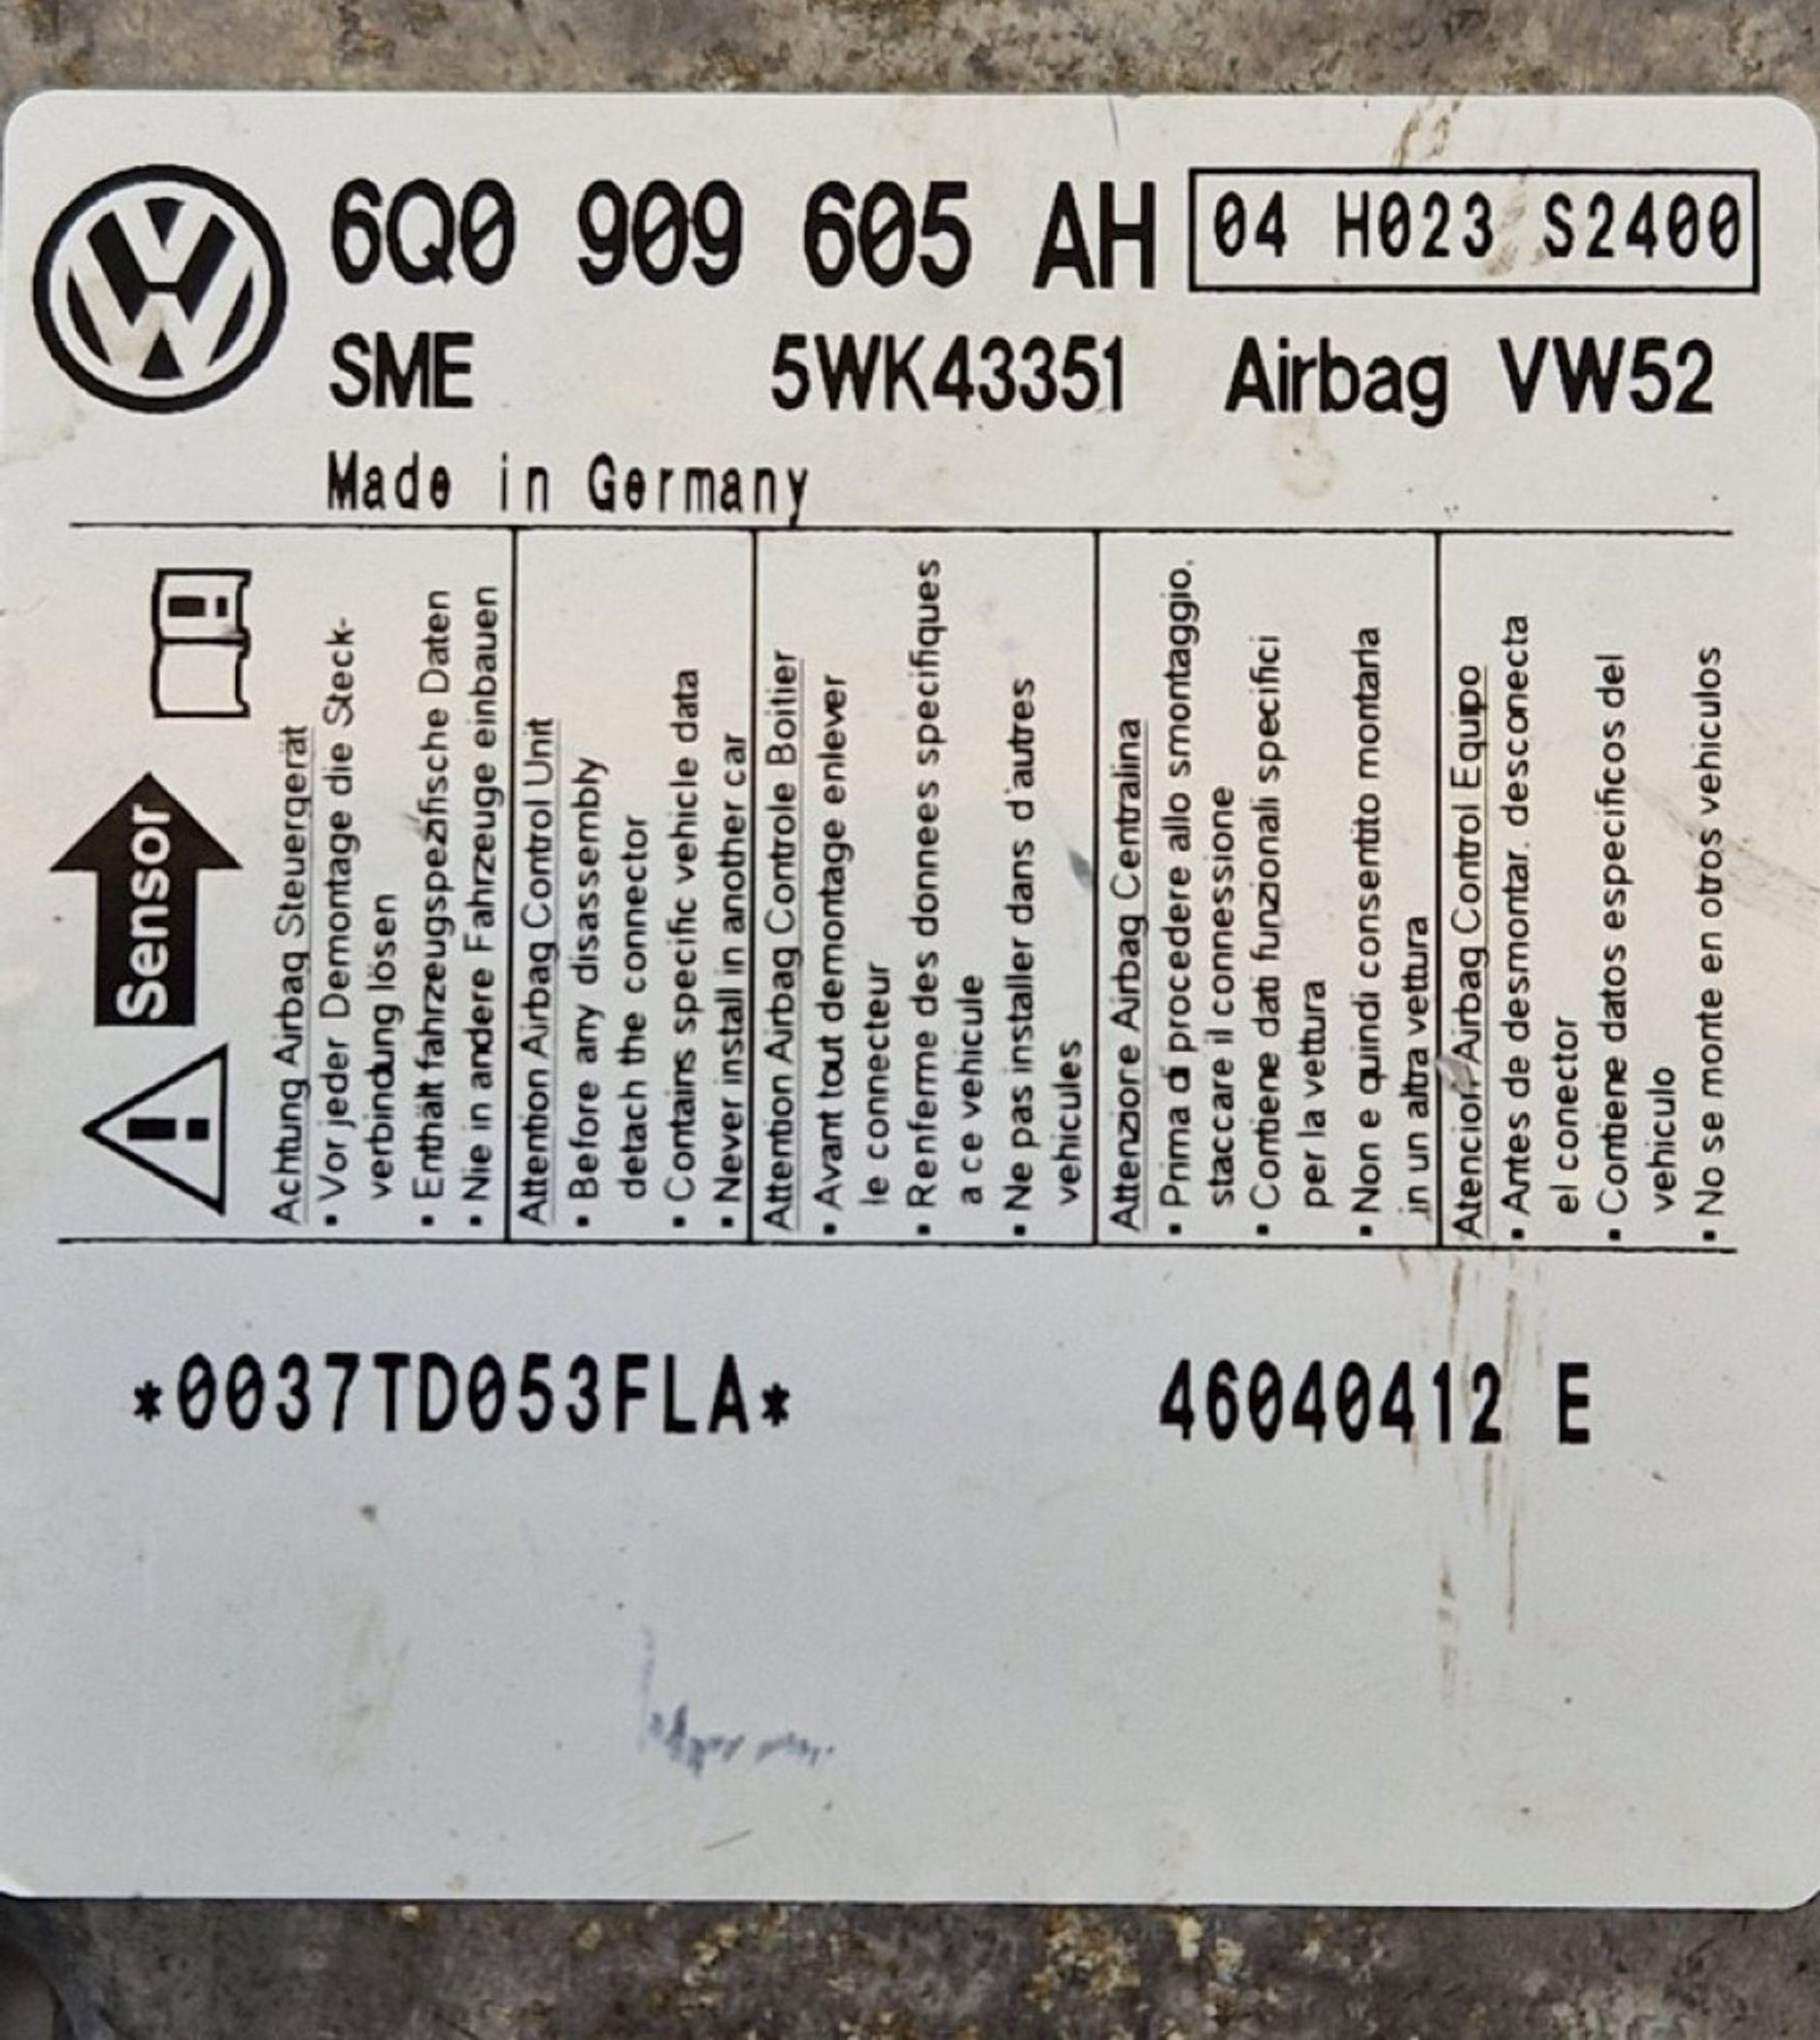 6Q0 909 605 AH
04 H023 S2400
SME 5WK43351 Airbag VW52
Made in Germany
Sensor
Achtung Airbag Steuergerät
• Vor jeder Demontage die Steck-
verbindung lösen
• Enthält fahrzeugspezifische Daten
• Nie in andere Fahrzeuge einbauen
Attention Airbag Control Unit
• Before any disassembly
detach the connector
• Contains specific vehicle data
• Never install in another car
Attention Airbag Controle Boitier
• Avant tout demontage enlever
le connecteur
• Renferme des donnees specifiques
a ce vehicule
• Ne pas installer dans d'autres
vehicules
Attenzione Airbag Centralina
• Prima di procedere allo smontaggio,
staccare il connessione
• Contiene dati funzionali specifici
per la vettura
• Non e quindi consentito montarla
in un altra vettura
Atencion Airbag Control Equipo
• Antes de desmontar. desconecta
el conector
• Contiene datos especificos del
vehiculo
• No se monte en otros vehiculos
*0037TD053FLA* 46040412 E